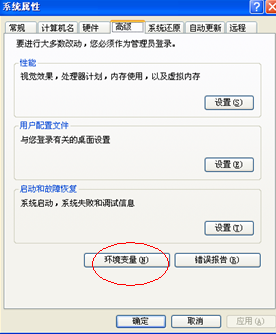 系统属性
常规 计算机名 硬件 高级 系统还原 自动更新 远程
要进行大多数改动，您必须作为管理员登录。
性能
视觉效果，处理器计划，内存使用，以及虚拟内存
设置(S)
用户配置文件
与您登录有关的桌面设置
设置(E)
启动和故障恢复
系统启动，系统失败和调试信息
设置(T)
环境变量(N) 错误报告(R)
确定 取消 应用(A)